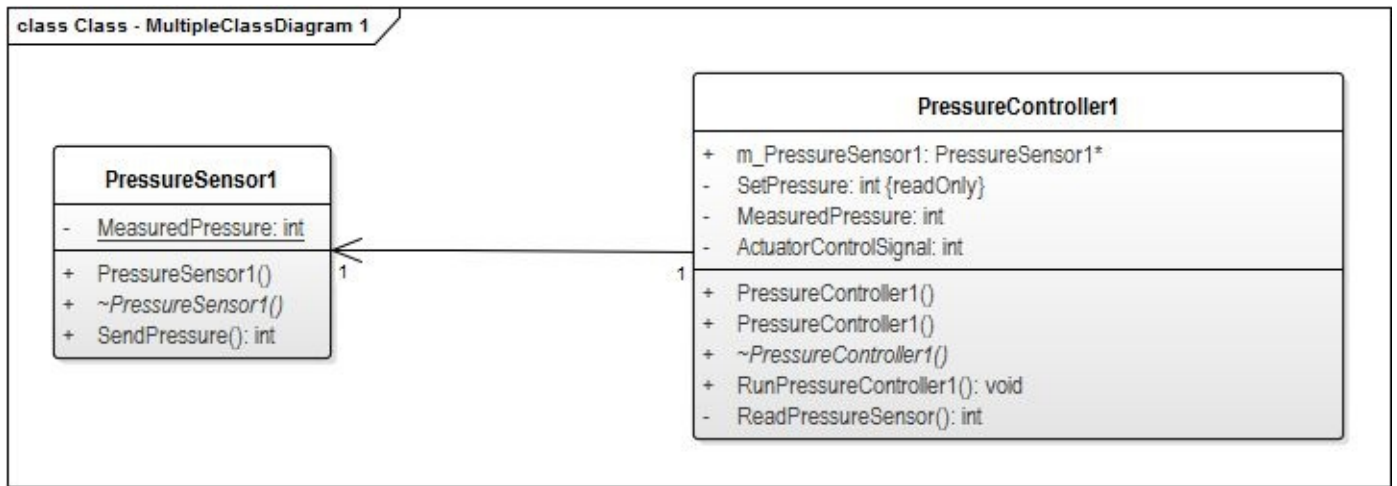 class Class - MultipleClassDiagram 1
PressureSensor1
- MeasuredPressure: int
+ PressureSensor1()
+ ~PressureSensor1()
+ SendPressure(): int
1
1
PressureController1
+ m_PressureSensor1: PressureSensor1*
- SetPressure: int {readOnly}
- MeasuredPressure: int
- ActuatorControlSignal: int
+ PressureController1()
+ PressureController1()
+ ~PressureController1()
+ RunPressureController1(): void
- ReadPressureSensor(): int